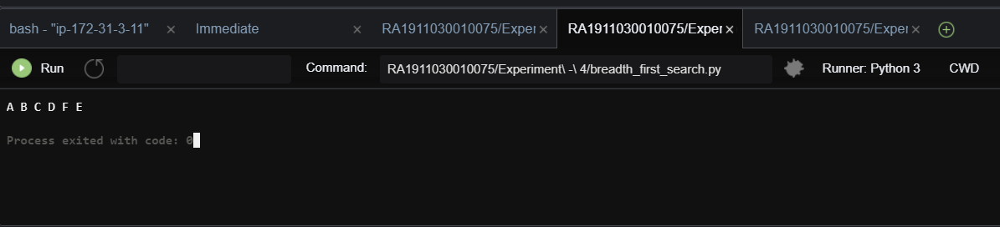 bash - "ip-172-31-3-11" × Immediate × RA1911030010075/Exper × RA1911030010075/Exper × RA1911030010075/Exper ×
Run Command: RA1911030010075/Experiment\ -\ 4/breadth_first_search.py Runner: Python 3 CWD
A B C D F E
Process exited with code: 0